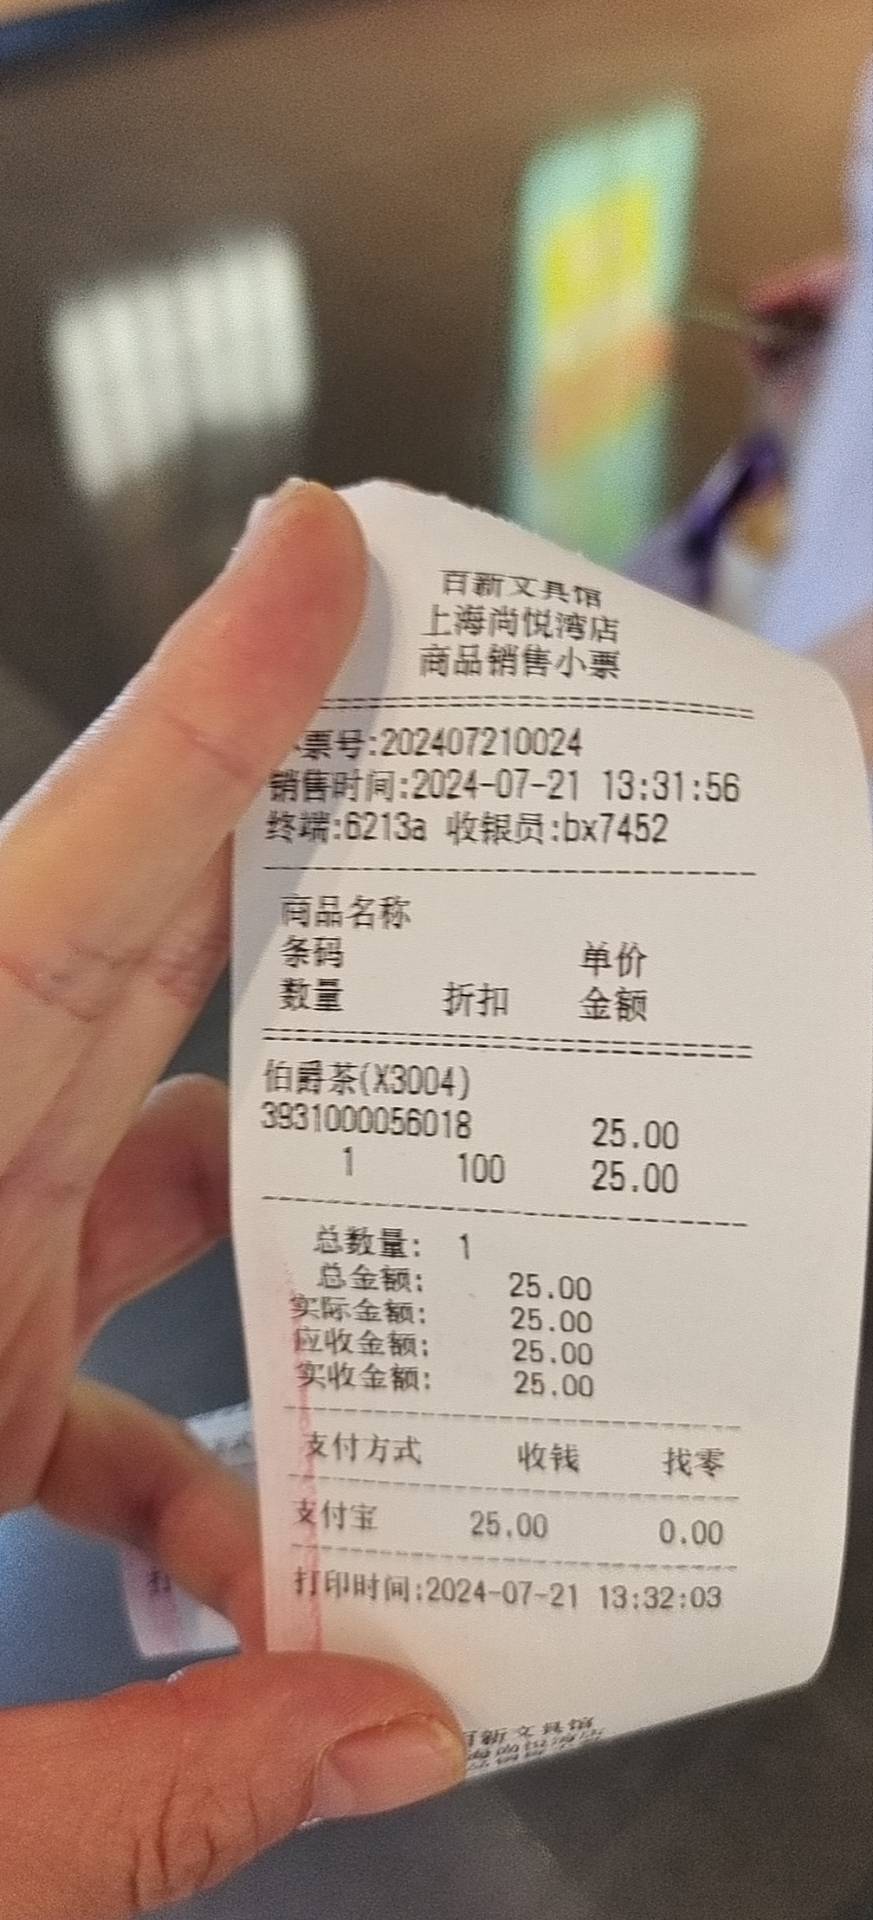 百新文具馆
上海尚悦湾店
商品销售小票
票号:202407210024
销售时间:2024-07-21 13:31:56
终端:6213a 收银员:bx7452
商品名称
条码 单价
数量 折扣 金额
伯爵茶(X3004)
3931000056018 25.00
1 100 25.00
总数量: 1
总金额: 25.00
实际金额: 25.00
应收金额: 25.00
实收金额: 25.00
支付方式 收钱 找零
支付宝 25.00 0.00
打印时间:2024-07-21 13:32:03